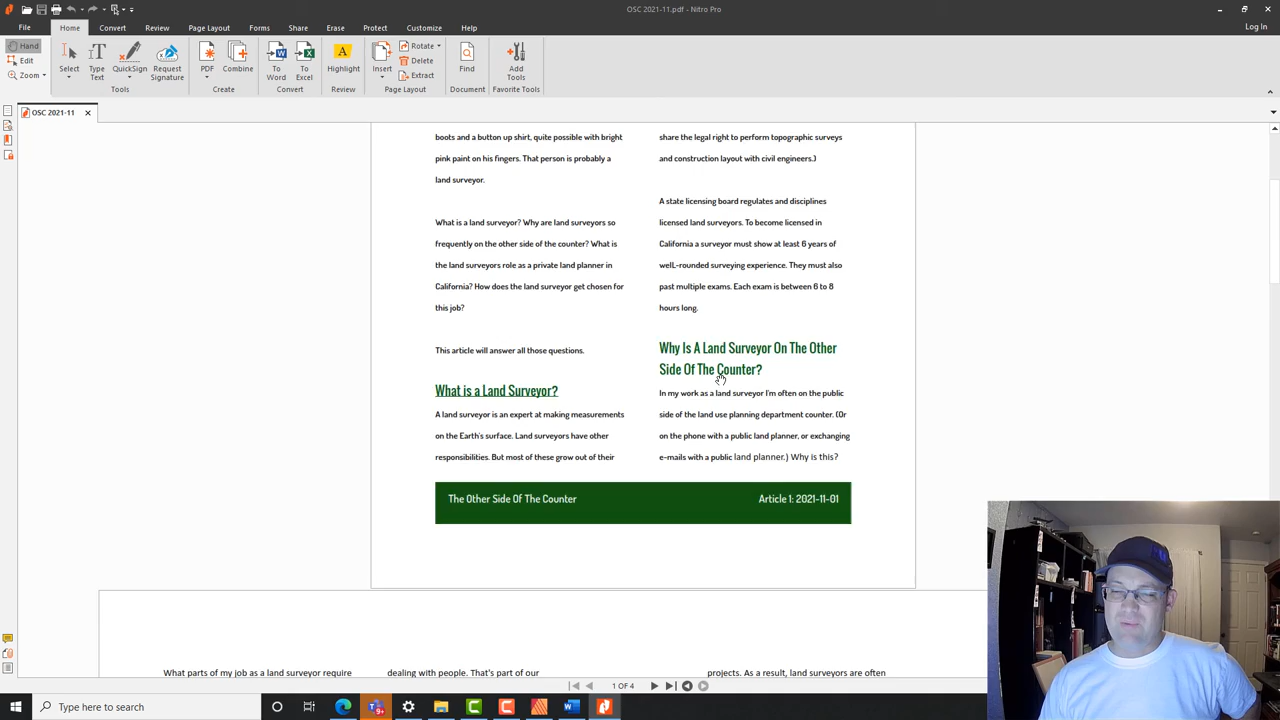 OSC 2021-11.pdf - Nitro Pro
File Home Convert Review Page Layout Forms Share Erase Protect Customize Help Log In
Hand
Edit
Zoom
Select
Type Text
QuickSign
Request Signature
Tools
PDF
Combine
Create
To Word
To Excel
Convert
Highlight
Review
Insert
Rotate
Delete
Extract
Page Layout
Find
Document
Add Tools
Favorite Tools
OSC 2021-11
boots and a button up shirt, quite possible with bright
pink paint on his fingers. That person is probably a
land surveyor.
What is a land surveyor? Why are land surveyors so
frequently on the other side of the counter? What is
the land surveyors role as a private land planner in
California? How does the land surveyor get chosen for
this job?
This article will answer all those questions.
What is a Land Surveyor?
A land surveyor is an expert at making measurements
on the Earth's surface. Land surveyors have other
responsibilities. But most of these grow out of their
share the legal right to perform topographic surveys
and construction layout with civil engineers.)
A state licensing board regulates and disciplines
licensed land surveyors. To become licensed in
California a surveyor must show at least 6 years of
welL-rounded surveying experience. They must also
past multiple exams. Each exam is between 6 to 8
hours long.
Why Is A Land Surveyor On The Other
Side Of The Counter?
In my work as a land surveyor I'm often on the public
side of the land use planning department counter. (Or
on the phone with a public land planner, or exchanging
e-mails with a public land planner.) Why is this?
The Other Side Of The Counter Article 1: 2021-11-01
What parts of my job as a land surveyor require
dealing with people. That's part of our
projects. As a result, land surveyors are often
1 OF 4
Type here to search
9+